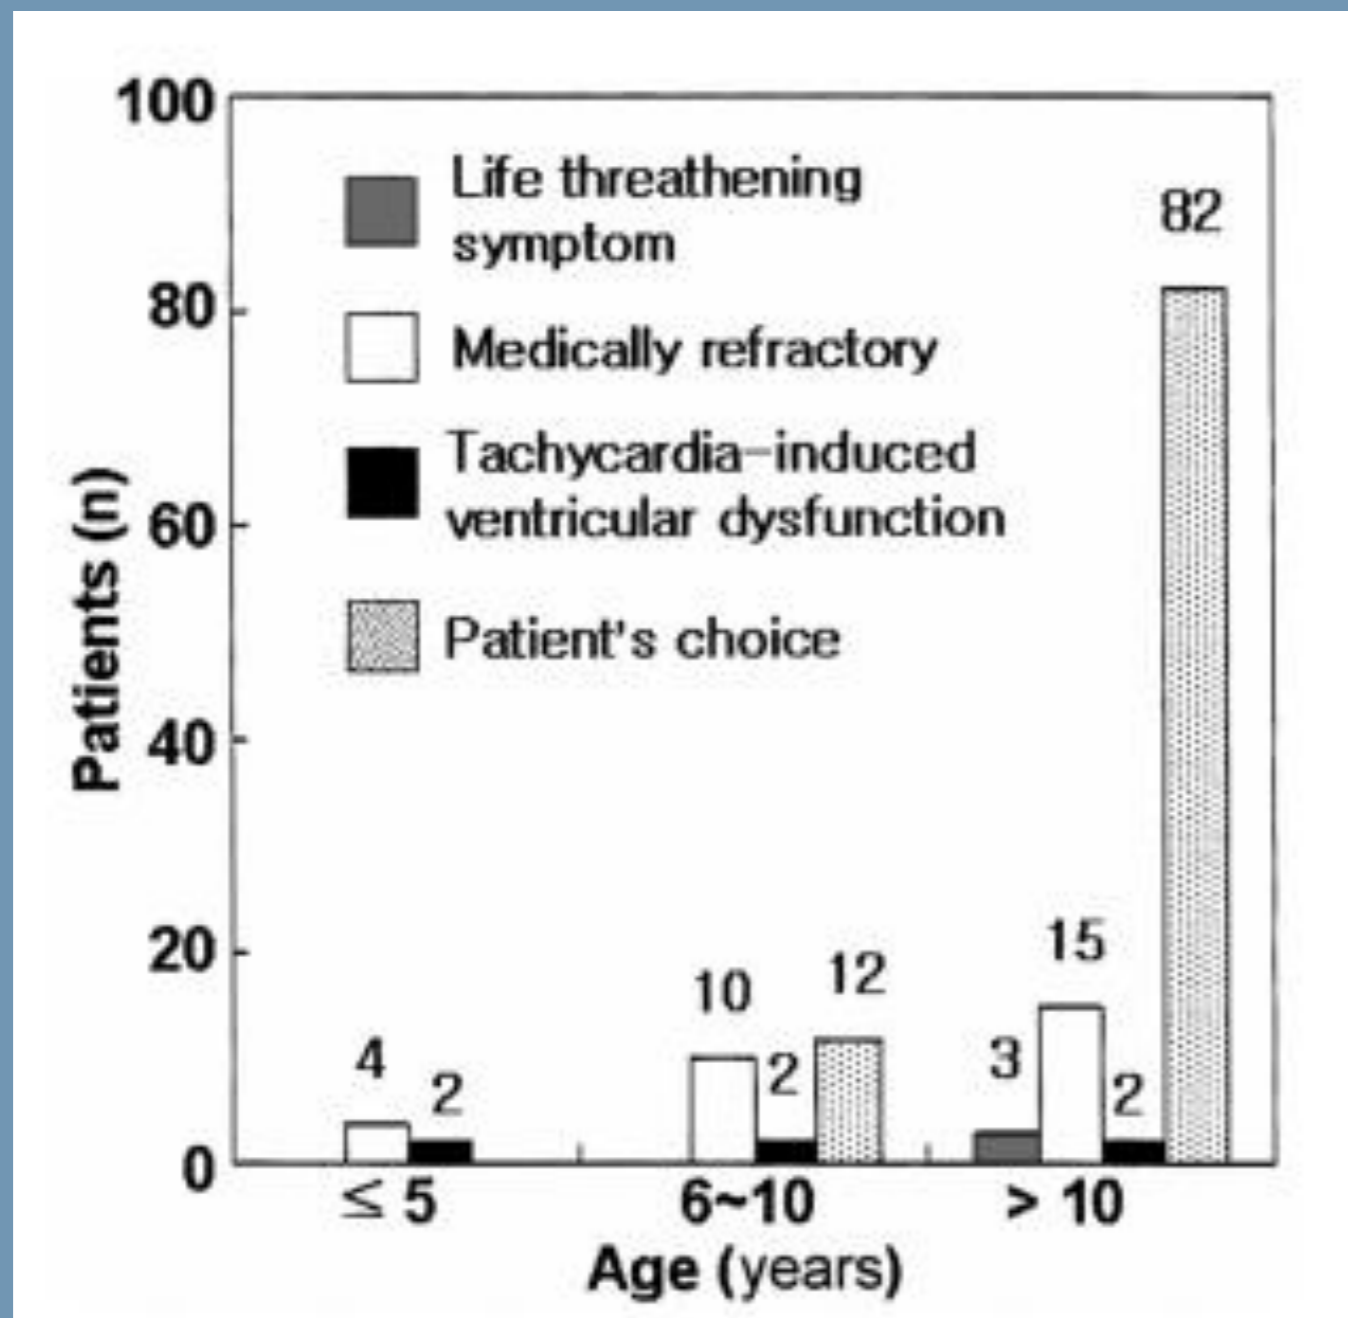 100
Life threathening
symptom
82
80
Medically refractory
Tachycardia-induced
ventricular dysfunction
60
Patient's choice
Patients (n)
40
20
15
12
10
4
3
2
2
2
0
≤ 5
6~10
> 10
Age (years)